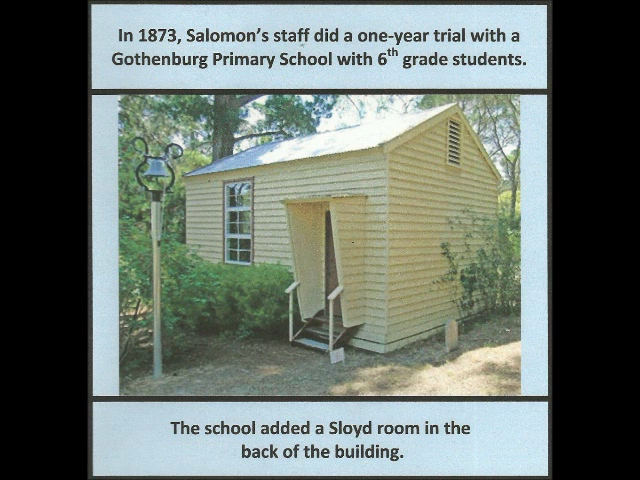 In 1873, Salomon's staff did a one-year trial with a
Gothenburg Primary School with 6th grade students.
The school added a Sloyd room in the
back of the building.